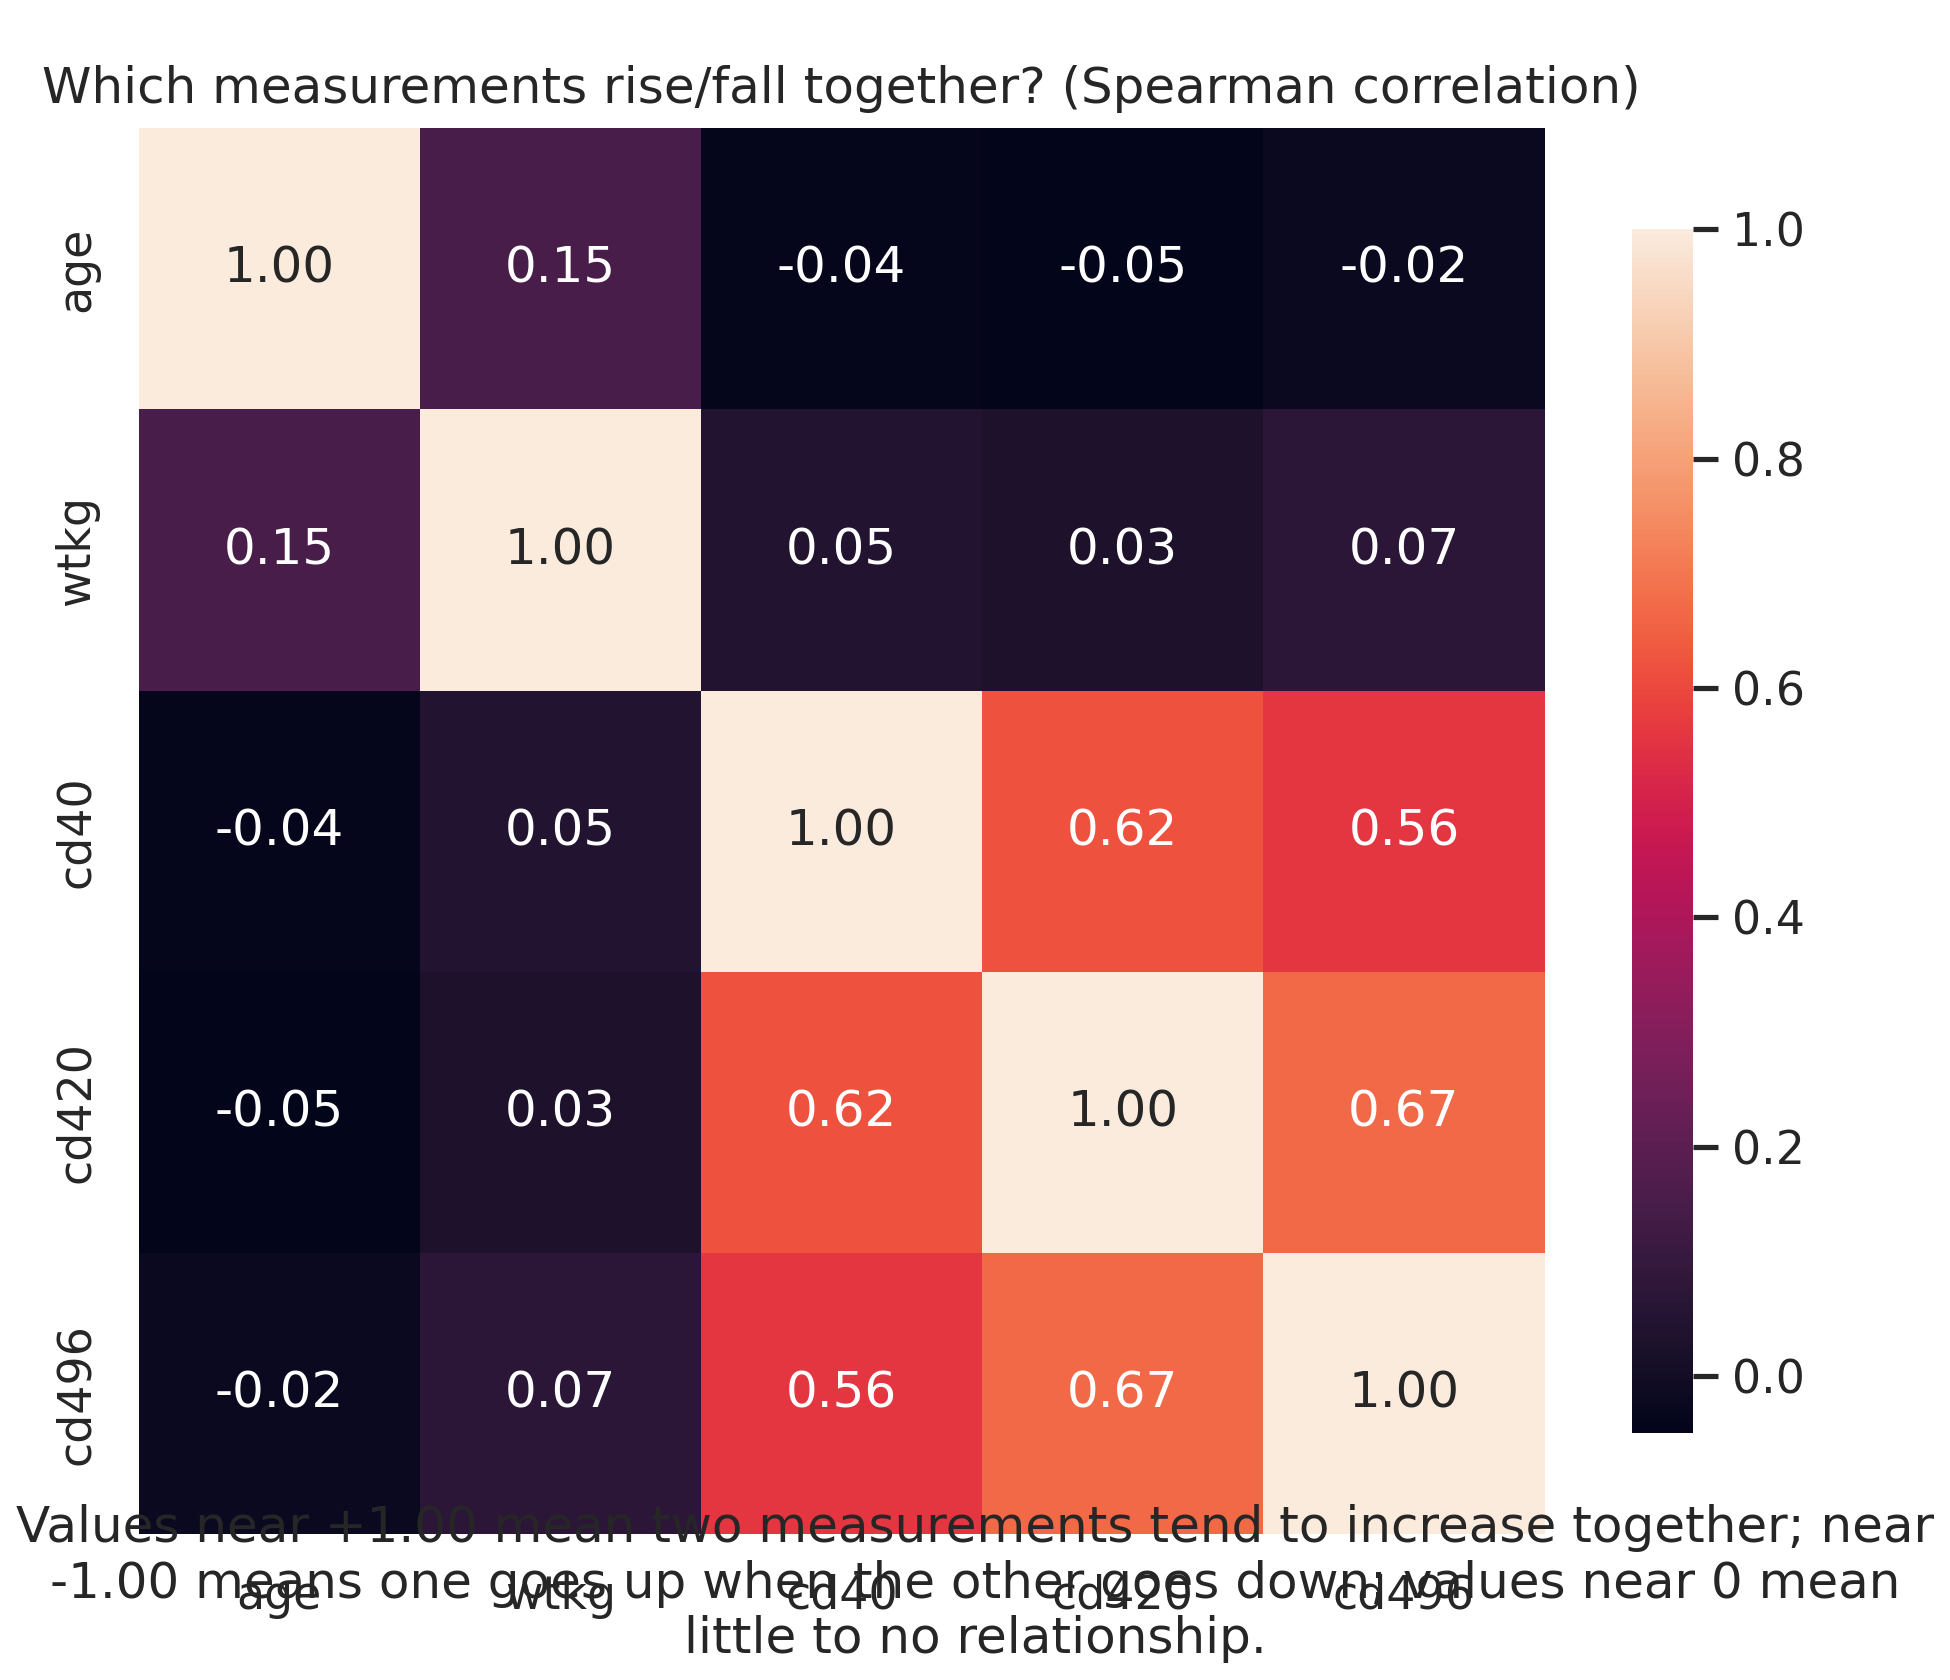 Which measurements rise/fall together? (Spearman correlation)
age 1.00 0.15 -0.04 -0.05 -0.02
wtkg 0.15 1.00 0.05 0.03 0.07
cd40 -0.04 0.05 1.00 0.62 0.56
cd420 -0.05 0.03 0.62 1.00 0.67
cd496 -0.02 0.07 0.56 0.67 1.00
age wtkg cd40 cd420 cd496
1.0
0.8
0.6
0.4
0.2
0.0
Values near +1.00 mean two measurements tend to increase together; near
-1.00 means one goes up when the other goes down; values near 0 mean
little to no relationship.